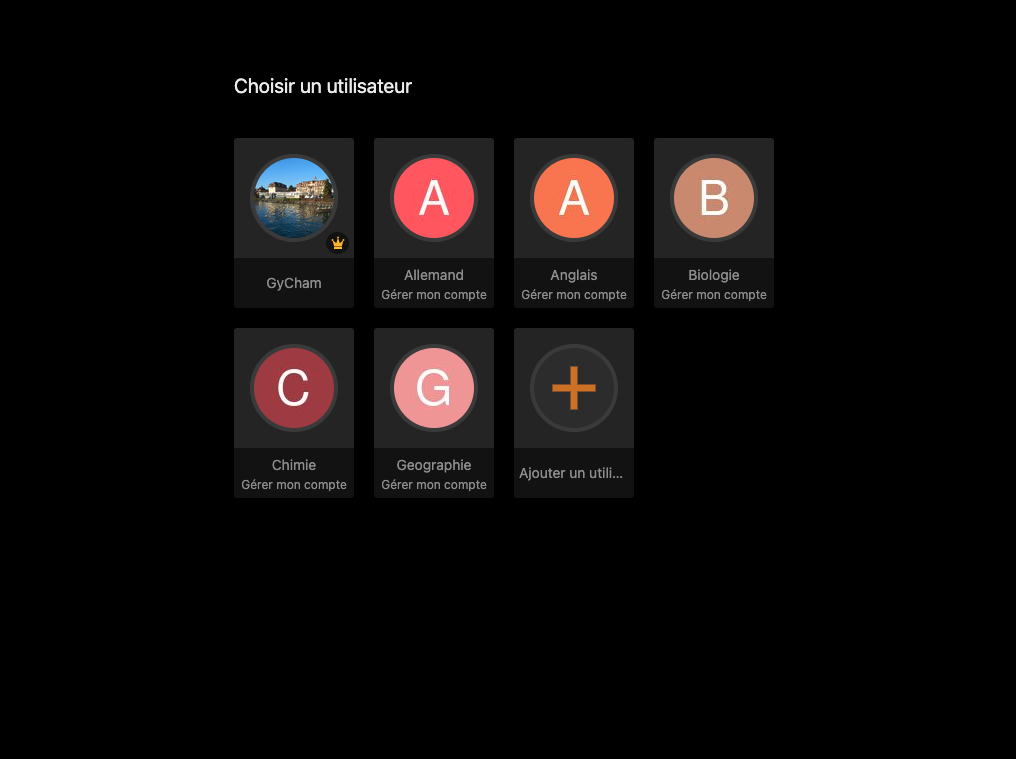 Choisir un utilisateur
GyCham
A
Allemand
Gérer mon compte
A
Anglais
Gérer mon compte
B
Biologie
Gérer mon compte
C
Chimie
Gérer mon compte
G
Geographie
Gérer mon compte
Ajouter un utili...